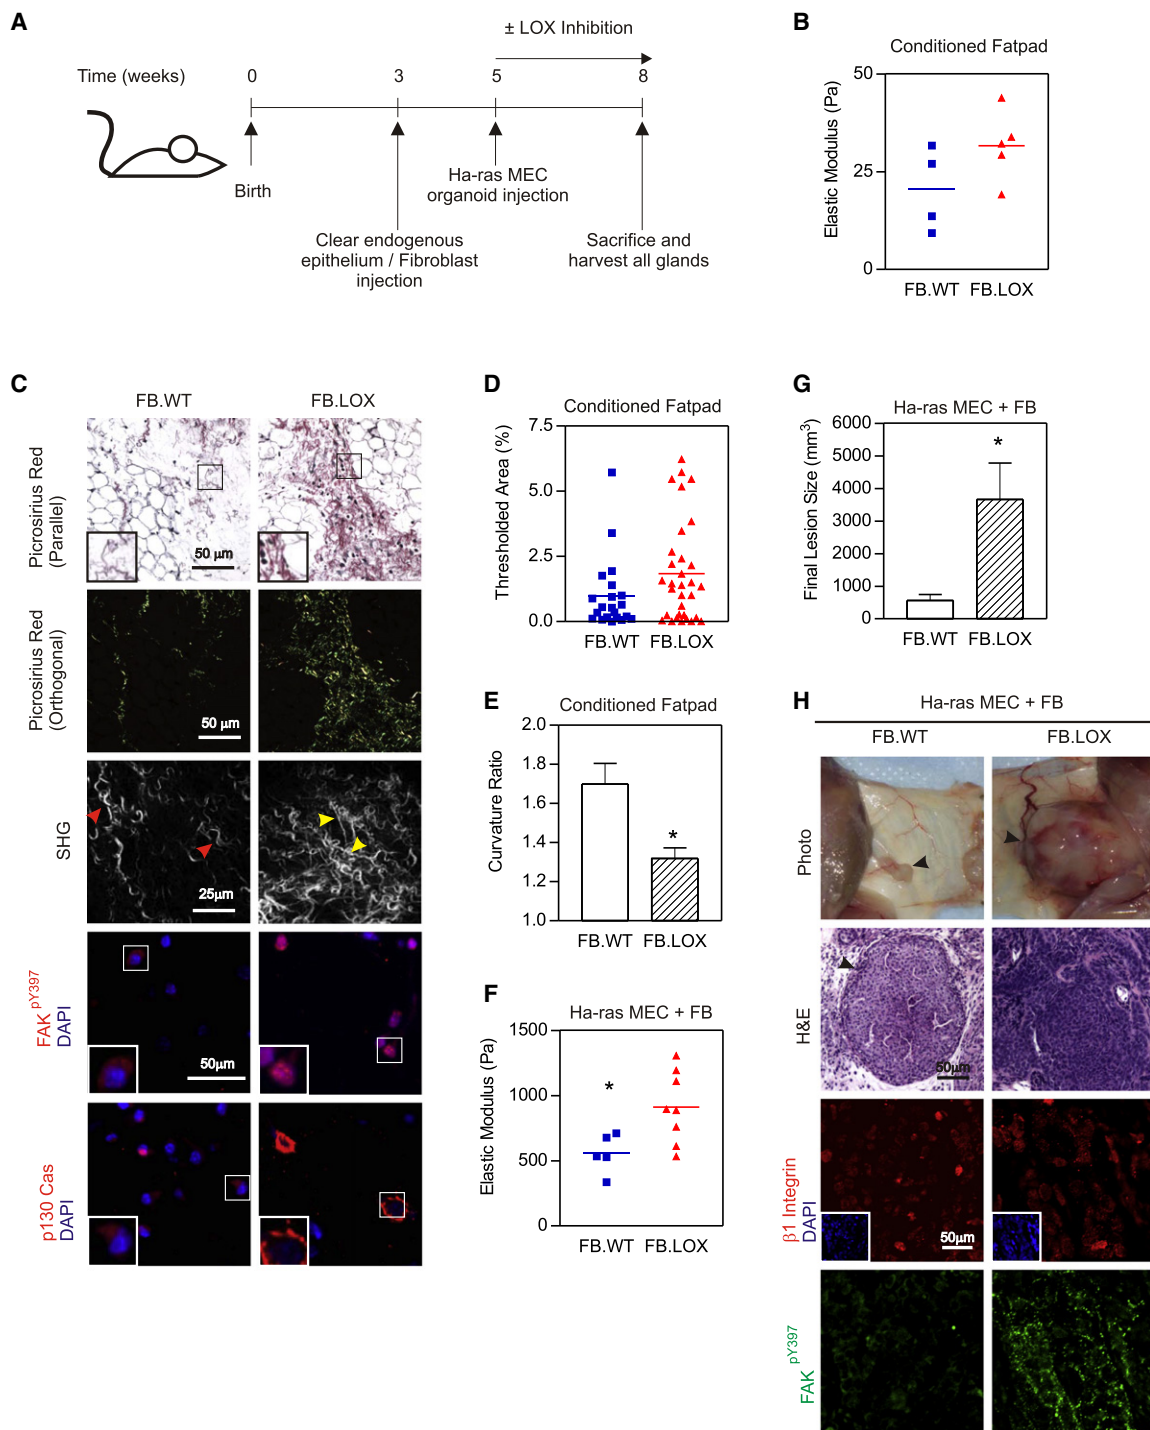 A
± LOX Inhibition
Time (weeks)
0
3
5
8
Birth
Ha-ras MEC
organoid injection
Clear endogenous
epithelium / Fibroblast
injection
Sacrifice and
harvest all glands
B
Conditioned Fatpad
Elastic Modulus (Pa)
50
25
0
FB.WT
FB.LOX
C
FB.WT
FB.LOX
Picrosirius Red
(Parallel)
50 μm
Picrosirius Red
(Orthogonal)
50 μm
SHG
25μm
FAK pY397
DAPI
50μm
p130 Cas
DAPI
D
Conditioned Fatpad
Thresholded Area (%)
7.5
5.0
2.5
0.0
FB.WT
FB.LOX
E
Conditioned Fatpad
Curvature Ratio
2.0
1.8
1.6
1.4
1.2
1.0
*
FB.WT
FB.LOX
F
Ha-ras MEC + FB
Elastic Modulus (Pa)
1500
1000
500
0
*
FB.WT
FB.LOX
G
Ha-ras MEC + FB
Final Lesion Size (mm3)
6000
5000
4000
3000
2000
1000
0
*
FB.WT
FB.LOX
H
Ha-ras MEC + FB
FB.WT
FB.LOX
Photo
H&E
50μm
β1 Integrin
DAPI
50μm
FAK pY397